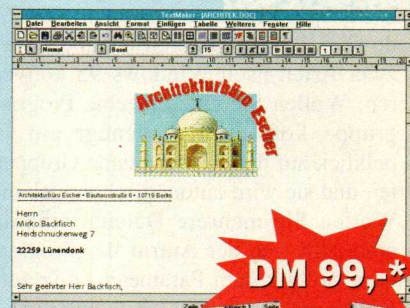 TextMaker - [ARCHITEK.DOC]
Datei Bearbeiten Ansicht Format Einfügen Tabelle Weiteres Fenster Hilfe
Normal Basel 15 F K U
Architekturbüro Escher
Architekturbüro Escher • Bauhausstraße 6 • 10719 Berlin
Herrn
Mirko Backfisch
Heidschnuckenweg 7
22259 Lünendonk
Sehr geehrter Herr Backfisch,
DM 99,-*